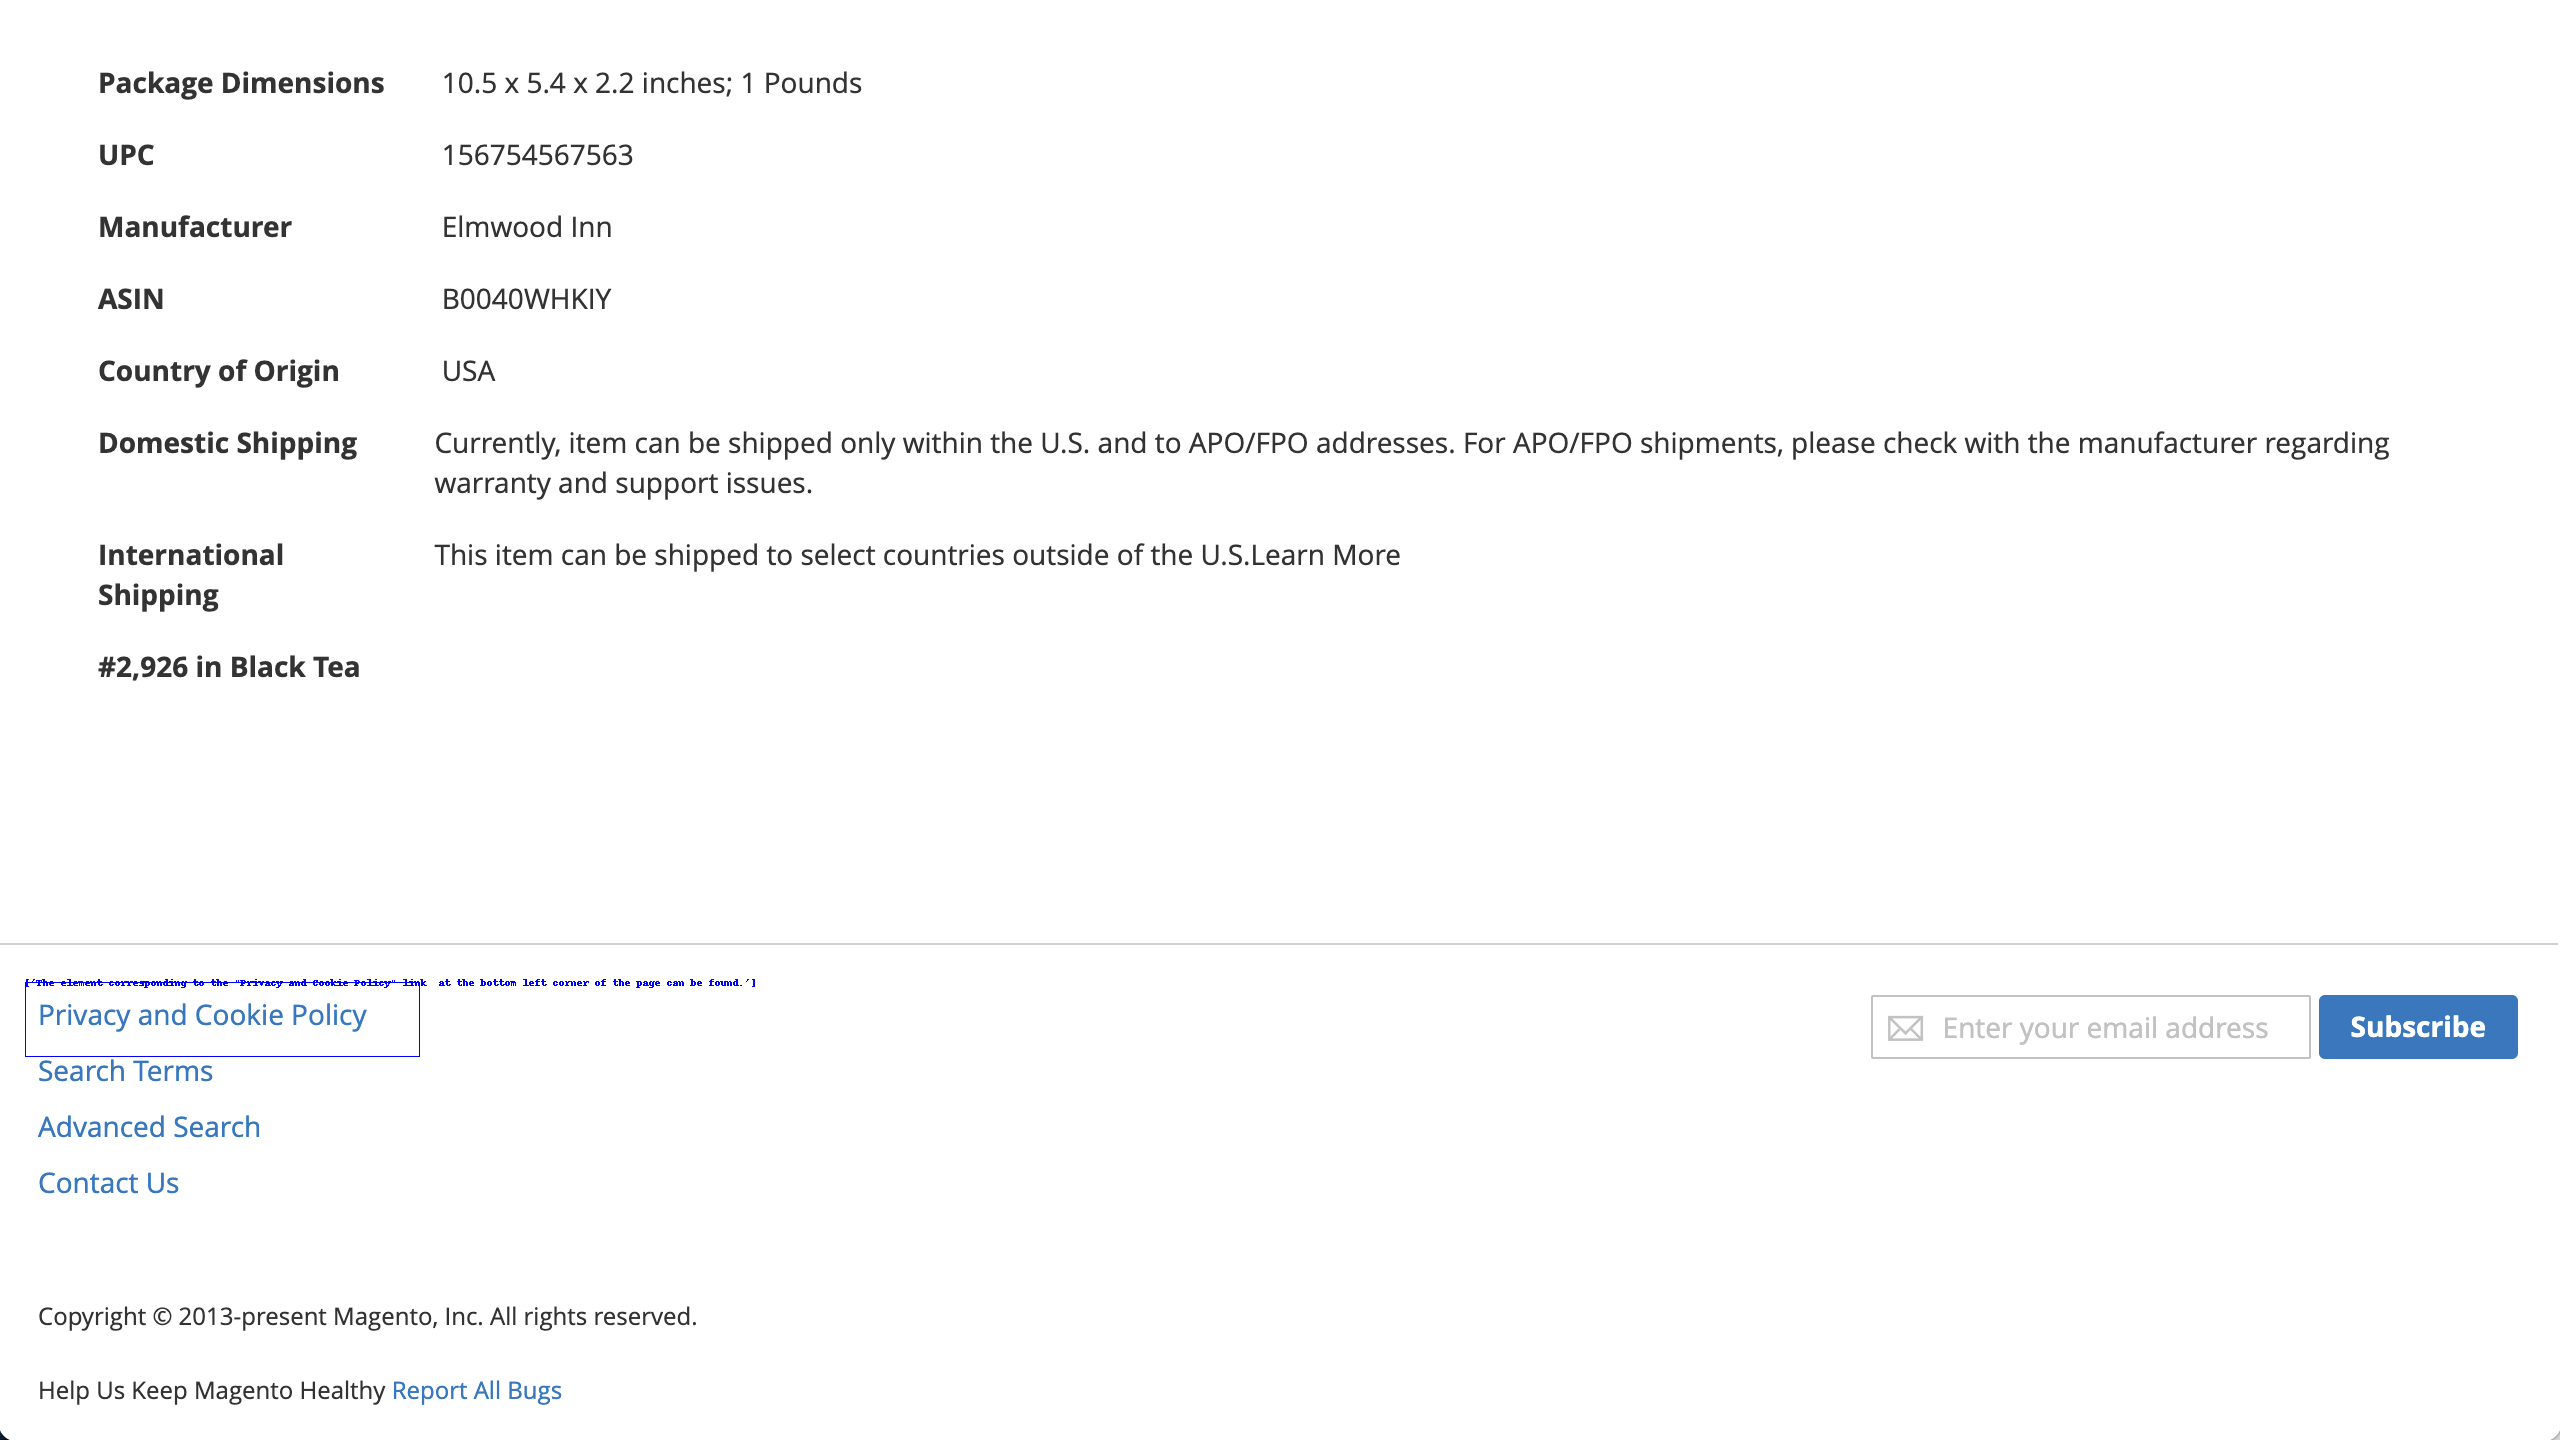 Package Dimensions 10.5 x 5.4 x 2.2 inches; 1 Pounds
UPC 156754567563
Manufacturer Elmwood Inn
ASIN B0040WHKIY
Country of Origin USA
Domestic Shipping Currently, item can be shipped only within the U.S. and to APO/FPO addresses. For APO/FPO shipments, please check with the manufacturer regarding
warranty and support issues.
International This item can be shipped to select countries outside of the U.S.Learn More
Shipping
#2,926 in Black Tea
['The element corresponding to the "Privacy and Cookie Policy" link  at the bottom left corner of the page can be found.']
Privacy and Cookie Policy
Enter your email address Subscribe
Search Terms
Advanced Search
Contact Us
Copyright © 2013-present Magento, Inc. All rights reserved.
Help Us Keep Magento Healthy Report All Bugs